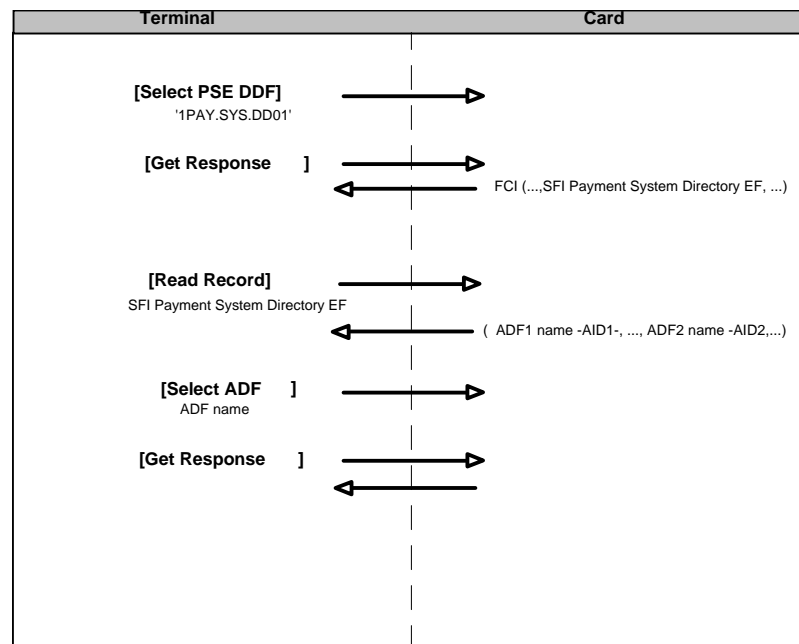 Terminal Card
[Select PSE DDF]
'1PAY.SYS.DD01'
[Get Response ]
FCI (...,SFI Payment System Directory EF, ...)
[Read Record]
SFI Payment System Directory EF
( ADF1 name -AID1-, ..., ADF2 name -AID2,...)
[Select ADF ]
ADF name
[Get Response ]